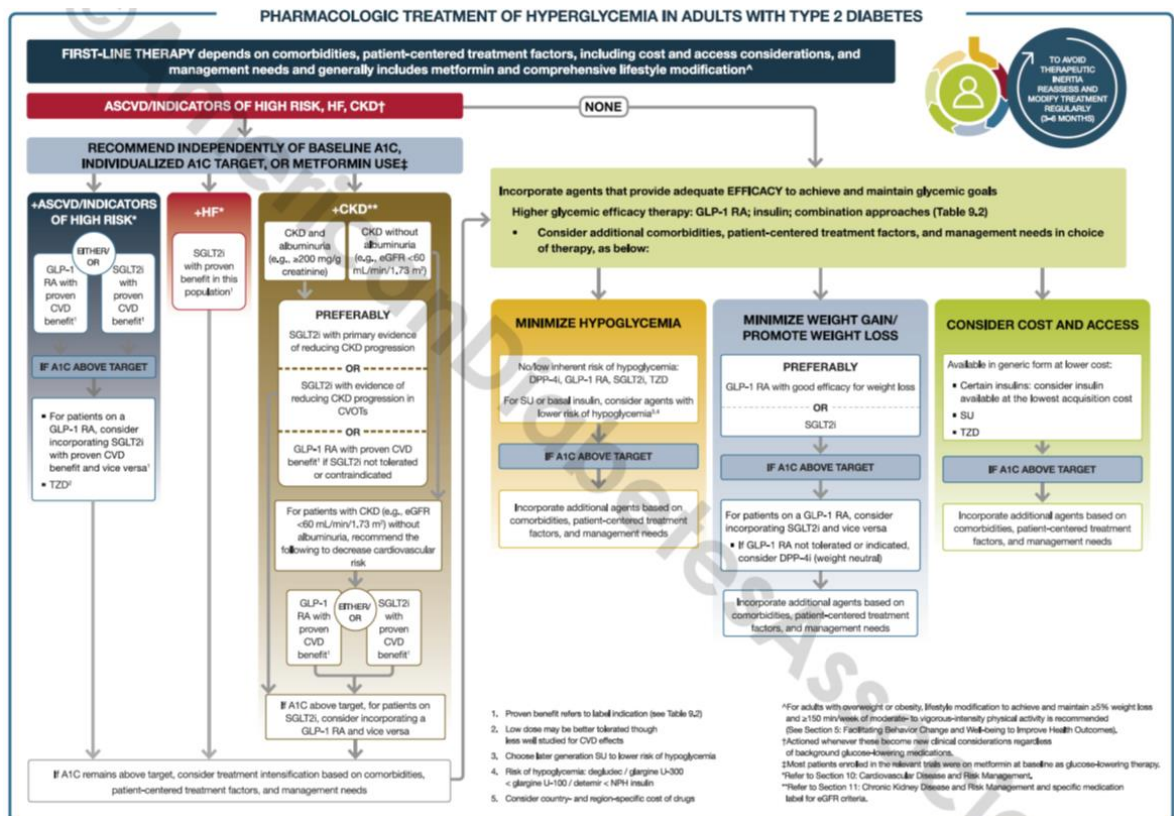 PHARMACOLOGIC TREATMENT OF HYPERGLYCEMIA IN ADULTS WITH TYPE 2 DIABETES
FIRST-LINE THERAPY depends on comorbidities, patient-centered treatment factors, including cost and access considerations, and
management needs and generally includes metformin and comprehensive lifestyle modification^
TO AVOID
THERAPEUTIC
INERTIA
REASSESS AND
MODIFY TREATMENT
REGULARLY
(3–6 MONTHS)
ASCVD/INDICATORS OF HIGH RISK, HF, CKD†
NONE
RECOMMEND INDEPENDENTLY OF BASELINE A1C,
INDIVIDUALIZED A1C TARGET, OR METFORMIN USE‡
+ASCVD/INDICATORS
OF HIGH RISK*
EITHER/
OR
GLP-1
RA with
proven
CVD
benefit¹
SGLT2i
with
proven
CVD
benefit¹
IF A1C ABOVE TARGET
▪ For patients on a
GLP-1 RA, consider
incorporating SGLT2i
with proven CVD
benefit and vice versa¹
▪ TZD²
+HF*
SGLT2i
with proven
benefit in this
population¹
+CKD**
CKD and
albuminuria
(e.g., ≥200 mg/g
creatinine)
CKD without
albuminuria
(e.g., eGFR <60
mL/min/1.73 m²)
PREFERABLY
SGLT2i with primary evidence
of reducing CKD progression
OR
SGLT2i with evidence of
reducing CKD progression in
CVOTs
OR
GLP-1 RA with proven CVD
benefit¹ if SGLT2i not tolerated
or contraindicated
For patients with CKD (e.g., eGFR
<60 mL/min/1.73 m²) without
albuminuria, recommend the
following to decrease cardiovascular
risk
GLP-1
RA with
proven
CVD
benefit¹
EITHER/
OR
SGLT2i
with
proven
CVD
benefit¹
If A1C above target, for patients on
SGLT2i, consider incorporating a
GLP-1 RA and vice versa
If A1C remains above target, consider treatment intensification based on comorbidities,
patient-centered treatment factors, and management needs
Incorporate agents that provide adequate EFFICACY to achieve and maintain glycemic goals
Higher glycemic efficacy therapy: GLP-1 RA; insulin; combination approaches (Table 9.2)
▪ Consider additional comorbidities, patient-centered treatment factors, and management needs in choice
of therapy, as below:
MINIMIZE HYPOGLYCEMIA
No/low inherent risk of hypoglycemia:
DPP-4i, GLP-1 RA, SGLT2i, TZD
For SU or basal insulin, consider agents with
lower risk of hypoglycemia³,⁴
IF A1C ABOVE TARGET
Incorporate additional agents based on
comorbidities, patient-centered treatment
factors, and management needs
MINIMIZE WEIGHT GAIN/
PROMOTE WEIGHT LOSS
PREFERABLY
GLP-1 RA with good efficacy for weight loss
OR
SGLT2i
IF A1C ABOVE TARGET
For patients on a GLP-1 RA, consider
incorporating SGLT2i and vice versa
▪ If GLP-1 RA not tolerated or indicated,
consider DPP-4i (weight neutral)
Incorporate additional agents based on
comorbidities, patient-centered treatment
factors, and management needs
CONSIDER COST AND ACCESS
Available in generic form at lower cost:
▪ Certain insulins: consider insulin
available at the lowest acquisition cost
▪ SU
▪ TZD
IF A1C ABOVE TARGET
Incorporate additional agents based on
comorbidities, patient-centered treatment
factors, and management needs
1. Proven benefit refers to label indication (see Table 9.2)
2. Low dose may be better tolerated though
less well studied for CVD effects
3. Choose later generation SU to lower risk of hypoglycemia
4. Risk of hypoglycemia: degludec / glargine U-300
< glargine U-100 / detemir < NPH insulin
5. Consider country- and region-specific cost of drugs
^For adults with overweight or obesity, lifestyle modification to achieve and maintain ≥5% weight loss
and ≥150 min/week of moderate- to vigorous-intensity physical activity is recommended
(See Section 5: Facilitating Behavior Change and Well-being to Improve Health Outcomes).
†Actioned whenever these become new clinical considerations regardless
of background glucose-lowering medications.
‡Most patients enrolled in the relevant trials were on metformin at baseline as glucose-lowering therapy.
*Refer to Section 10: Cardiovascular Disease and Risk Management.
**Refer to Section 11: Chronic Kidney Disease and Risk Management and specific medication
label for eGFR criteria.
©AmericanDiabetesAssociation